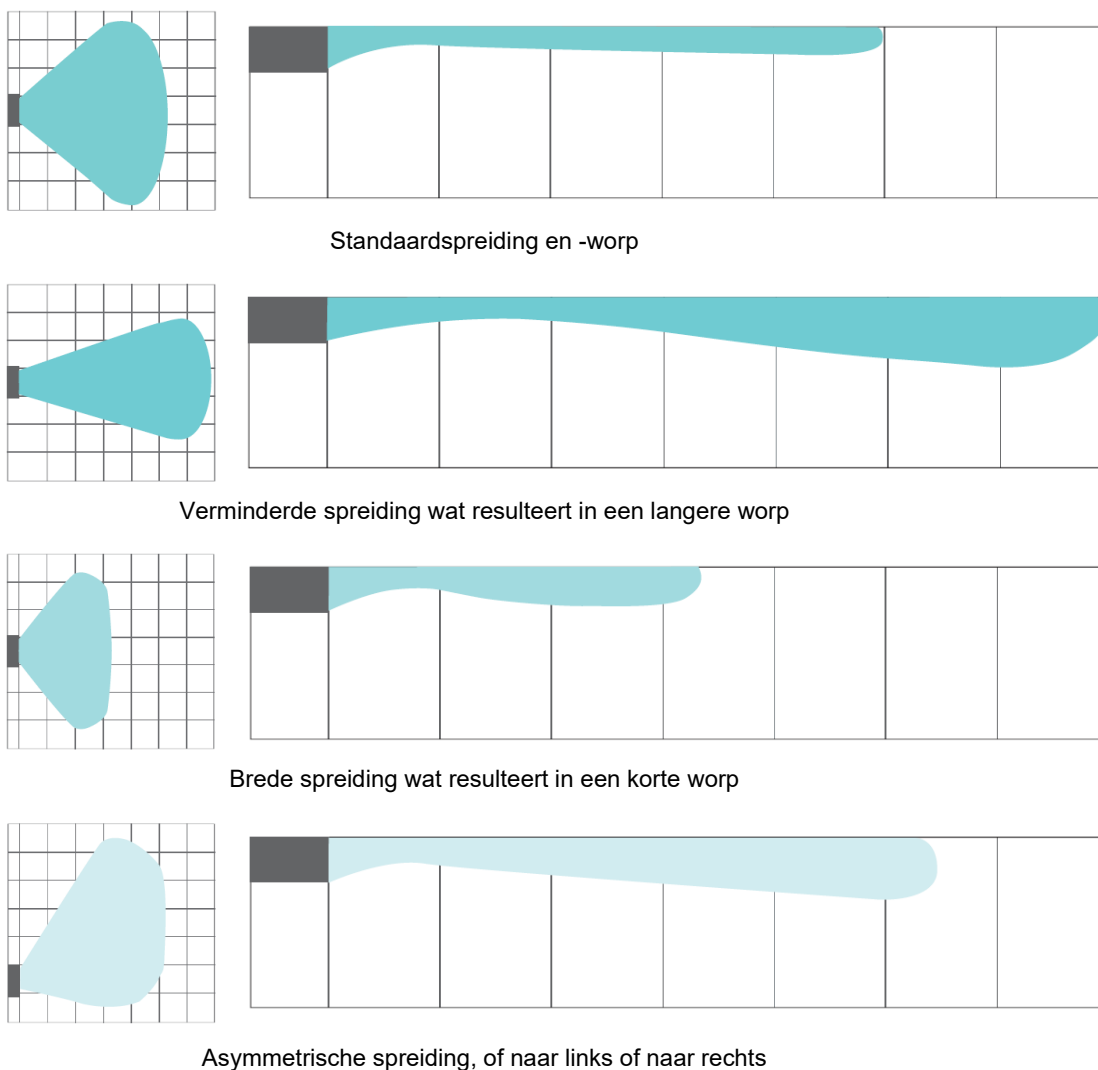 Standaardspreiding en -worp
Verminderde spreiding wat resulteert in een langere worp
Brede spreiding wat resulteert in een korte worp
Asymmetrische spreiding, of naar links of naar rechts